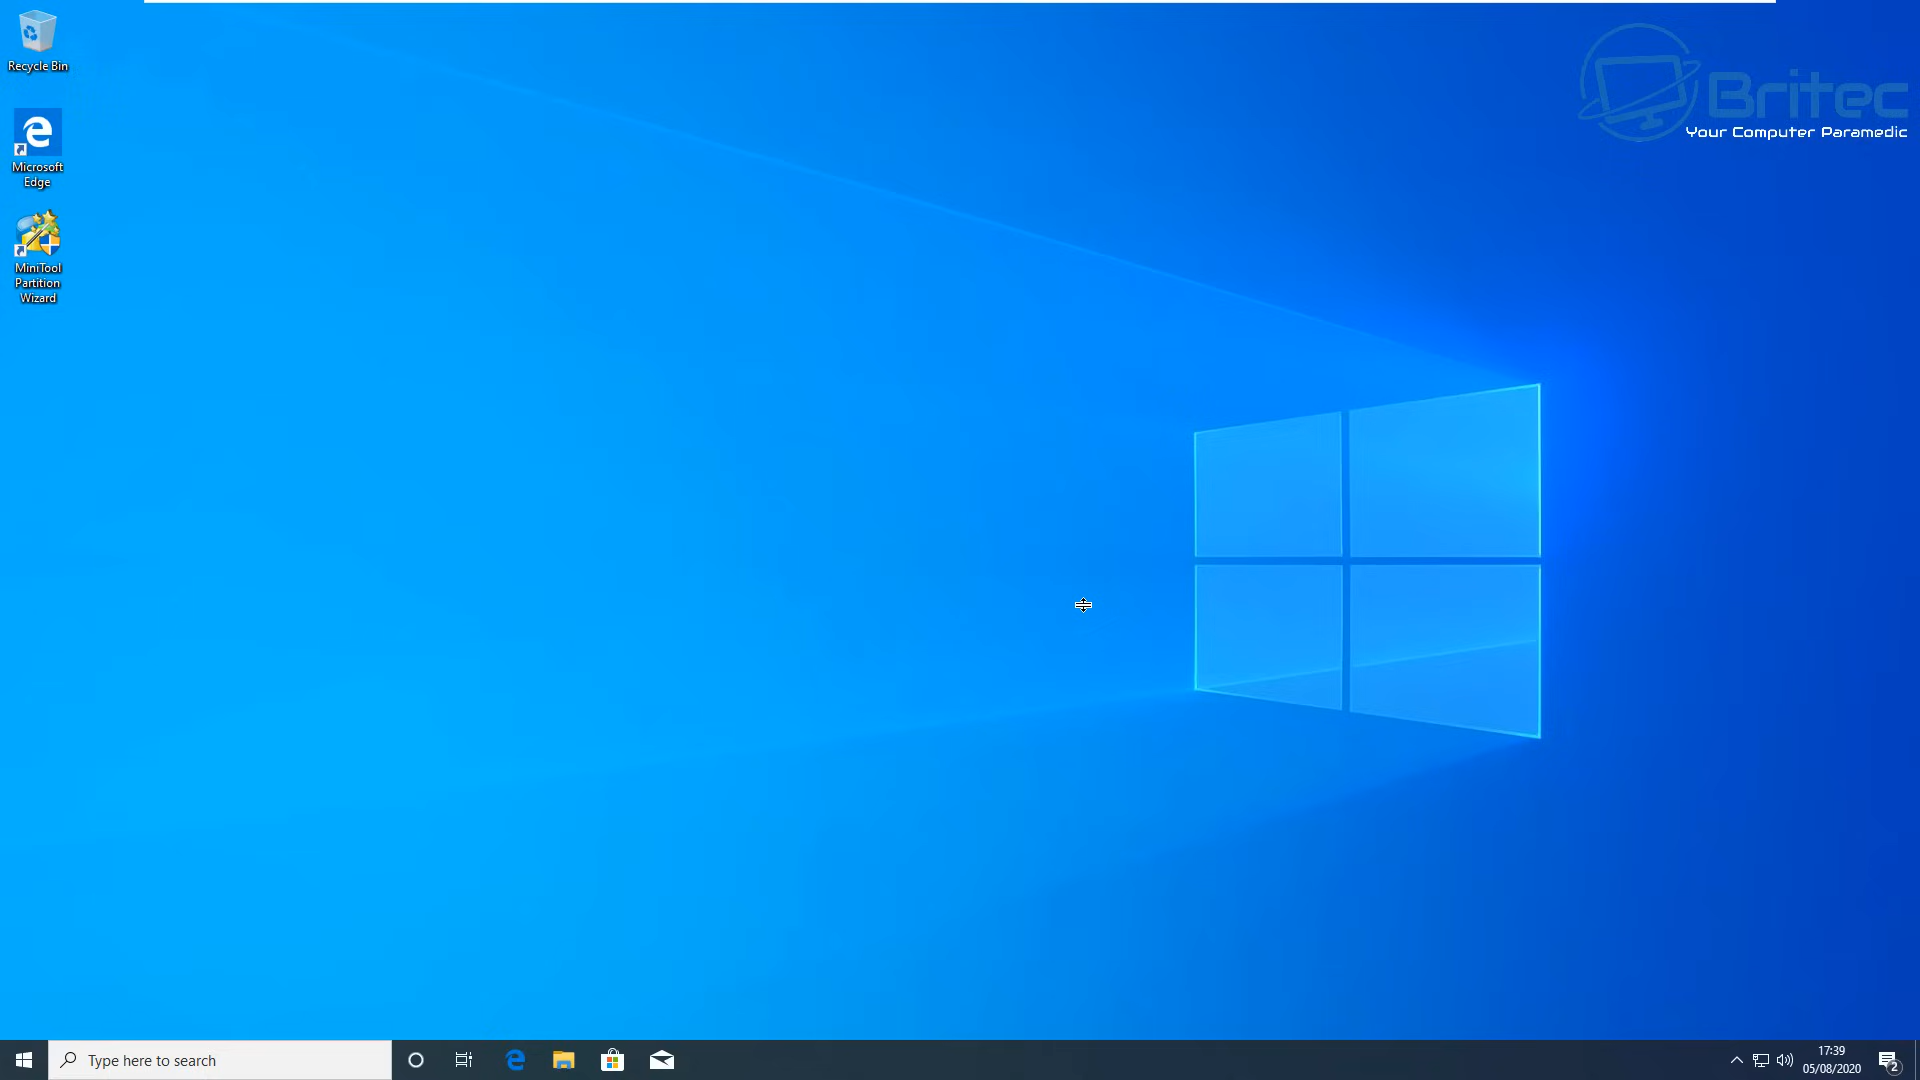 Recycle Bin
Microsoft
Edge
MiniTool
Partition
Wizard
Britec
Your Computer Paramedic
Type here to search
17:39
05/08/2020
2